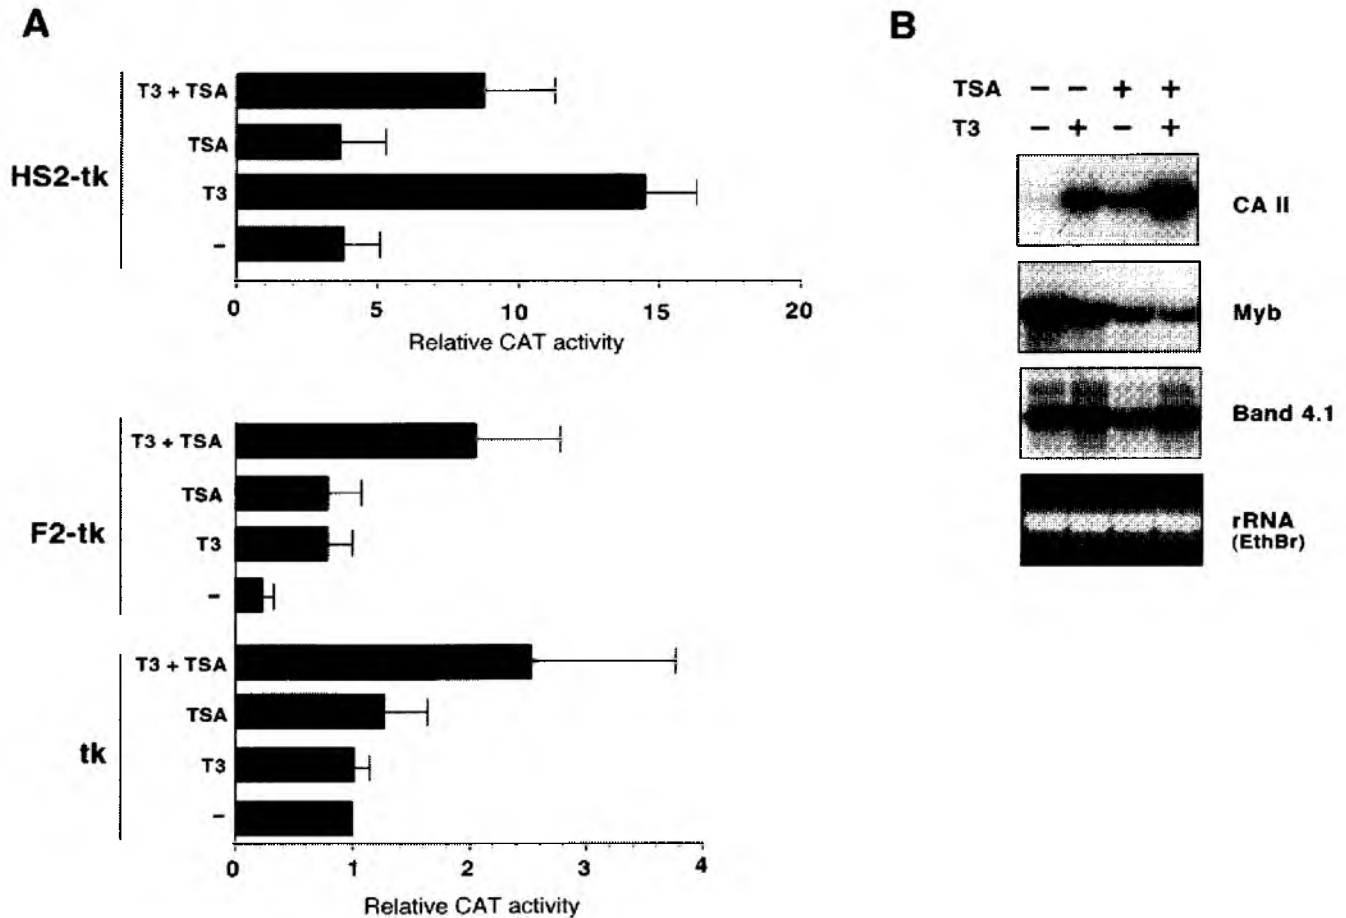 A
HS2-tk
T3 + TSA
TSA
T3
–
0 5 10 15 20
Relative CAT activity
F2-tk
T3 + TSA
TSA
T3
–
tk
T3 + TSA
TSA
T3
–
0 1 2 3 4
Relative CAT activity
B
TSA – – + +
T3 – + – +
CA II
Myb
Band 4.1
rRNA
(EthBr)